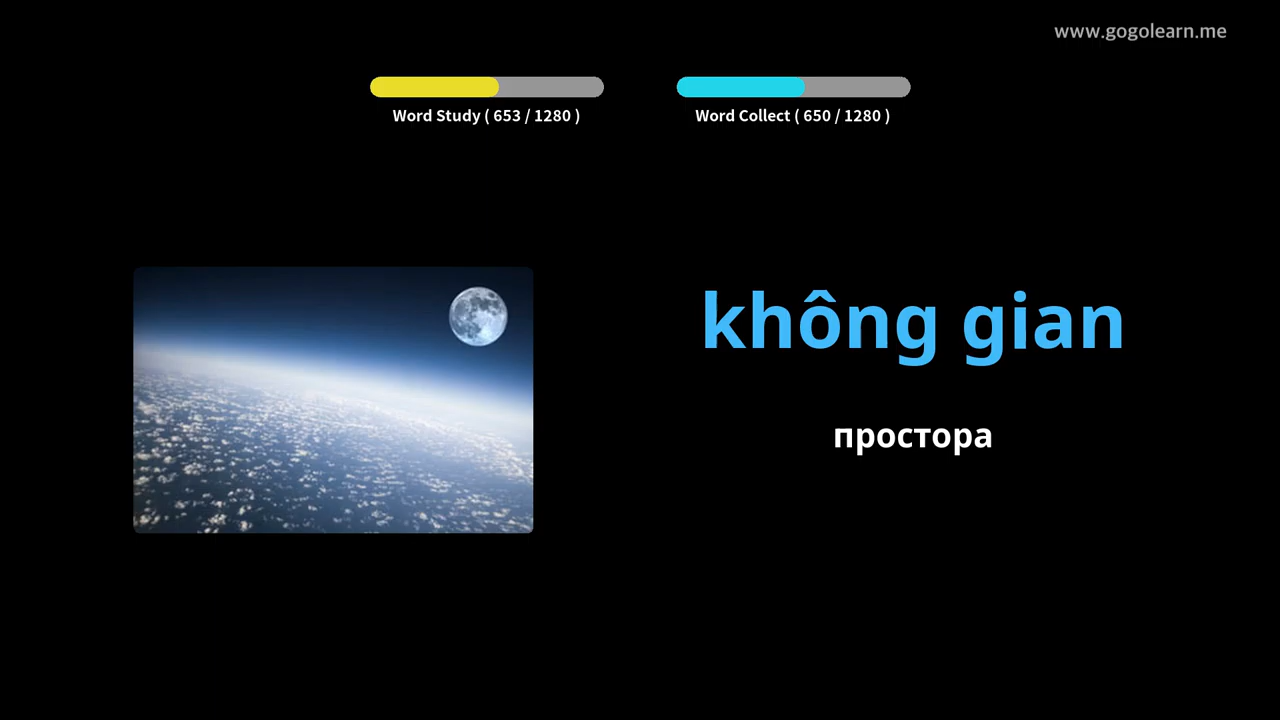 www.gogolearn.me
Word Study ( 653 / 1280 )
Word Collect ( 650 / 1280 )
không gian
простора